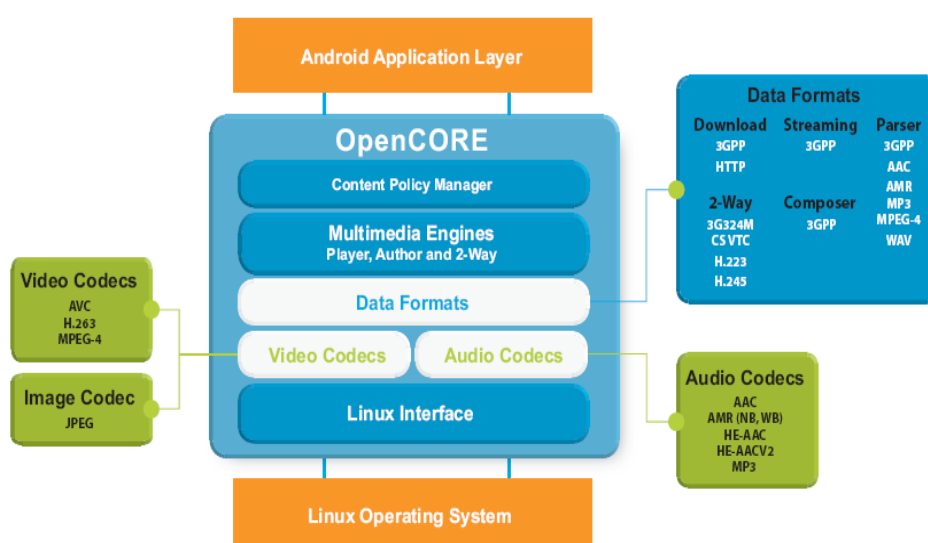 Android Application Layer
OpenCORE
Content Policy Manager
Multimedia Engines
Player, Author and 2-Way
Data Formats
Video Codecs
Audio Codecs
Linux Interface
Linux Operating System
Video Codecs
AVC
H.263
MPEG-4
Image Codec
JPEG
Data Formats
Download Streaming Parser
3GPP 3GPP 3GPP
HTTP AAC
AMR
2-Way Composer MP3
3G324M 3GPP MPEG-4
CS VTC WAV
H.223
H.245
Audio Codecs
AAC
AMR (NB, WB)
HE-AAC
HE-AACV2
MP3